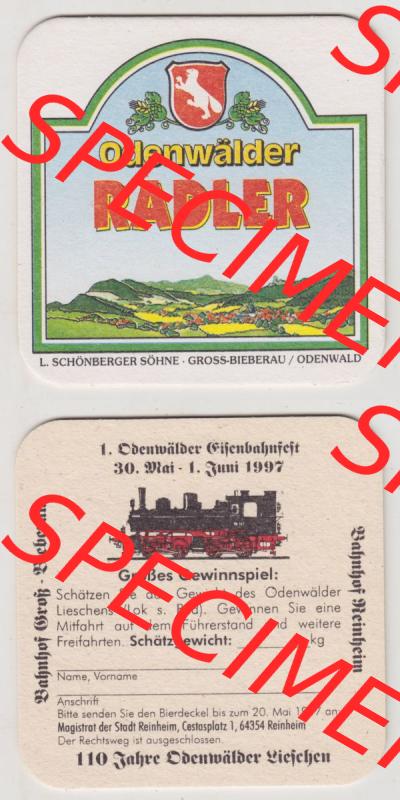 Odenwälder
RADLER
L. SCHÖNBERGER SÖHNE · GROSS-BIEBERAU / ODENWALD
SPECIMEN
1. Odenwälder Eisenbahnfest
30. Mai - 1. Juni 1997
Bahnhof Groß-Bieberau
Bahnhof Reinheim
Großes Gewinnspiel:
Schätzen Sie das Gewicht des Odenwälder
Lieschens (Lok s. Bild). Gewinnen Sie eine
Mitfahrt auf dem Führerstand und weitere
Freifahrten. Schätzgewicht: ________ kg
Name, Vorname
Anschrift
Bitte senden Sie den Bierdeckel bis zum 20. Mai 1997 an:
Magistrat der Stadt Reinheim, Cestasplatz 1, 64354 Reinheim
Der Rechtsweg ist ausgeschlossen.
110 Jahre Odenwälder Lieschen
SPECIMEN